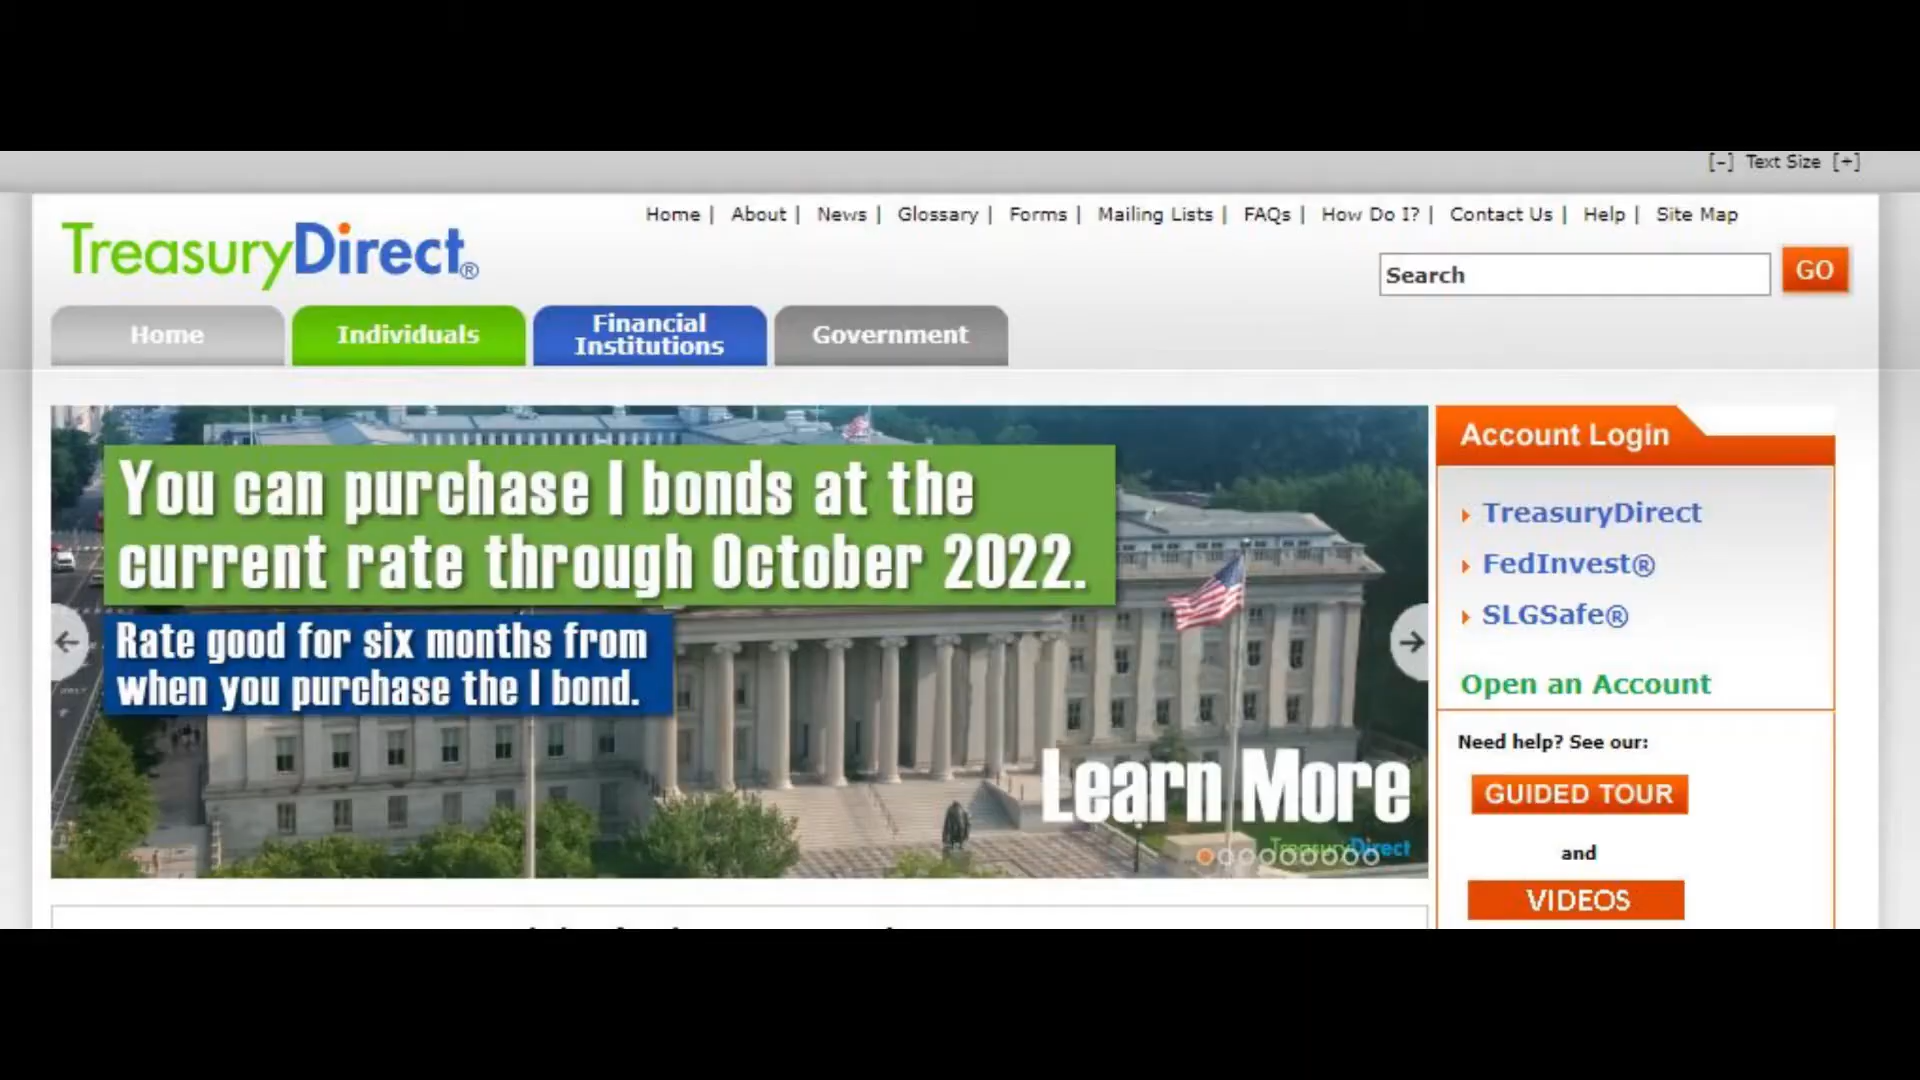 [-] Text Size [+]
Home | About | News | Glossary | Forms | Mailing Lists | FAQs | How Do I? | Contact Us | Help | Site Map
TreasuryDirect®
Search
GO
Home
Individuals
Financial
Institutions
Government
You can purchase I bonds at the
current rate through October 2022.
Rate good for six months from
when you purchase the I bond.
Learn More
TreasuryDirect
Account Login
TreasuryDirect
FedInvest®
SLGSafe®
Open an Account
Need help? See our:
GUIDED TOUR
and
VIDEOS